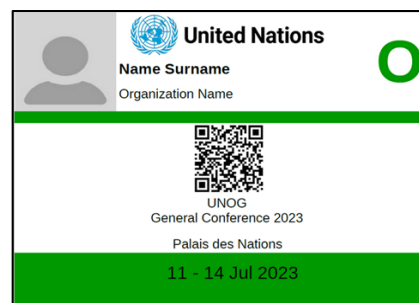 United Nations
Name Surname
O
Organization Name
UNOG
General Conference 2023
Palais des Nations
11 - 14 Jul 2023